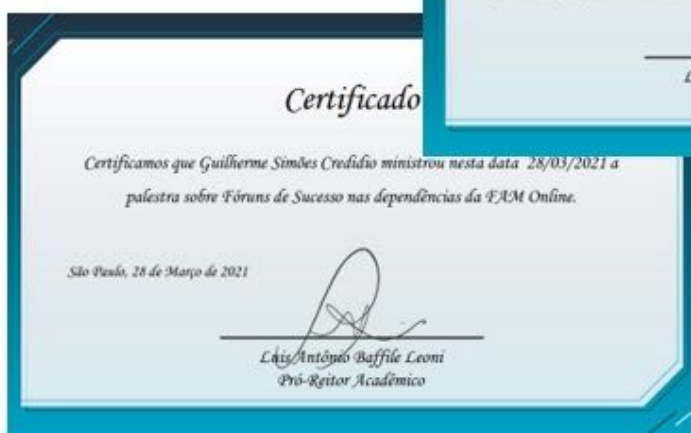 Certificado
Certificamos que Guilherme Simões Credidio ministrou nesta data 28/03/2021 a
palestra sobre Fóruns de Sucesso nas dependências da FAM Online.
São Paulo, 28 de Março de 2021
Luis Antônio Baffile Leoni
Pró-Reitor Acadêmico